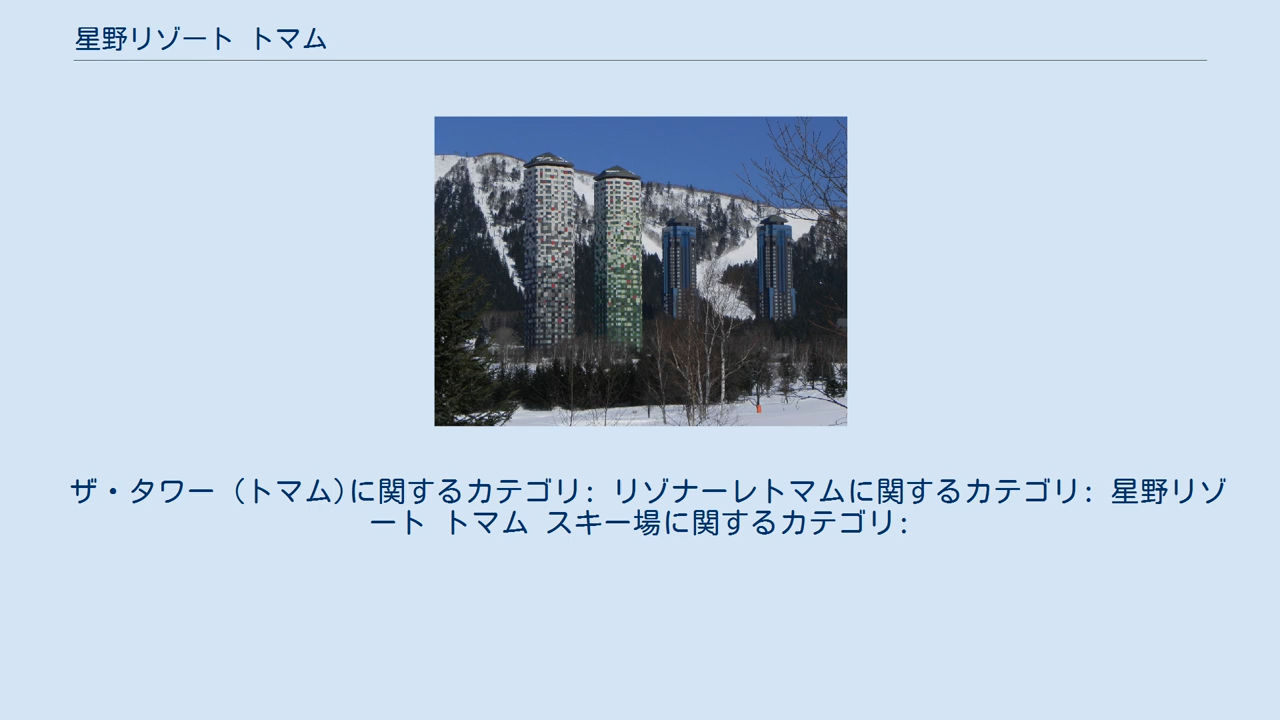 星野リゾート トマム
ザ・タワー (トマム)に関するカテゴリ: リゾナーレトマムに関するカテゴリ: 星野リゾ
ート トマム スキー場に関するカテゴリ: